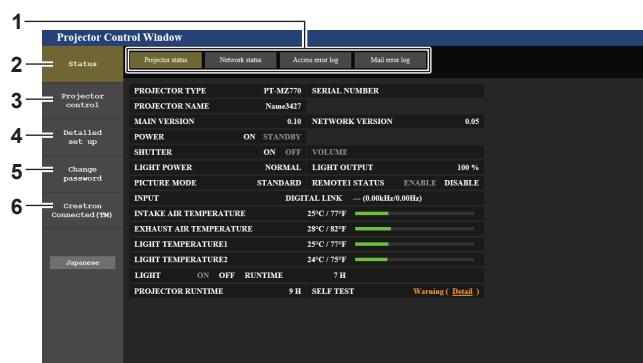 1
Projector Control Window
2
Status
Projector status Network status Access error log Mail error log
3
Projector
control
4
Detailed
set up
5
Change
password
6
Crestron
Connected(TM)
Japanese
PROJECTOR TYPE PT-MZ770 SERIAL NUMBER
PROJECTOR NAME Name3427
MAIN VERSION 0.10 NETWORK VERSION 0.05
POWER ON STANDBY
SHUTTER ON OFF VOLUME
LIGHT POWER NORMAL LIGHT OUTPUT 100 %
PICTURE MODE STANDARD REMOTE1 STATUS ENABLE DISABLE
INPUT DIGITAL LINK --- (0.00kHz/0.00Hz)
INTAKE AIR TEMPERATURE 25°C / 77°F
EXHAUST AIR TEMPERATURE 28°C / 82°F
LIGHT TEMPERATURE1 25°C / 77°F
LIGHT TEMPERATURE2 24°C / 75°F
LIGHT ON OFF RUNTIME 7 H
PROJECTOR RUNTIME 9 H SELF TEST Warning ( Detail )